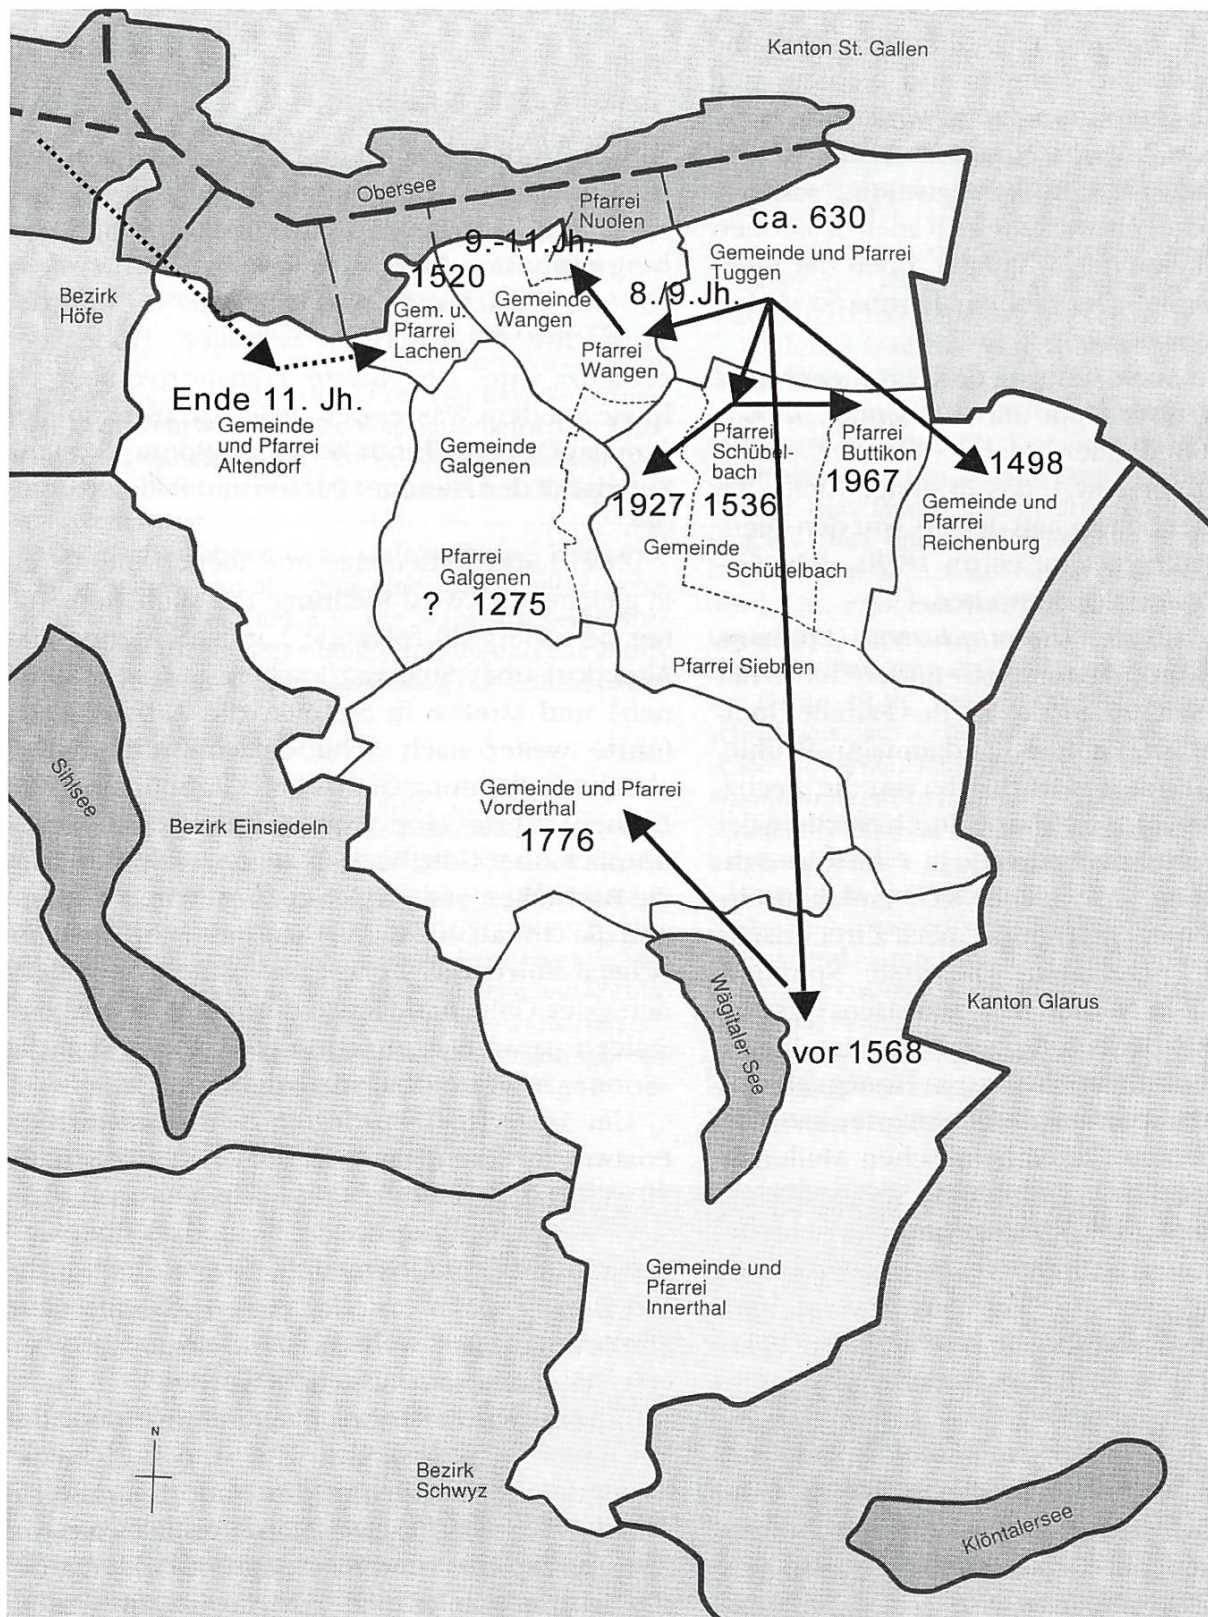 Kanton St. Gallen
Obersee
Pfarrei
Nuolen
ca. 630
9.-11.Jh.
Gemeinde und Pfarrei
Tuggen
1520
8./9.Jh.
Bezirk
Höfe
Gemeinde
Wangen
Gem. u.
Pfarrei
Lachen
Pfarrei
Wangen
Ende 11. Jh.
Gemeinde
und Pfarrei
Altendorf
Gemeinde
Galgenen
Pfarrei
Schübel-
bach
Pfarrei
Buttikon
1967
1498
1927
1536
Gemeinde und
Pfarrei
Reichenburg
Gemeinde
Schübelbach
Pfarrei
Galgenen
? 1275
Pfarrei Siebnen
Sihlsee
Gemeinde und Pfarrei
Vorderthal
1776
Bezirk Einsiedeln
Wägitaler See
Kanton Glarus
vor 1568
Gemeinde und
Pfarrei
Innerthal
N
Bezirk
Schwyz
Klöntalersee